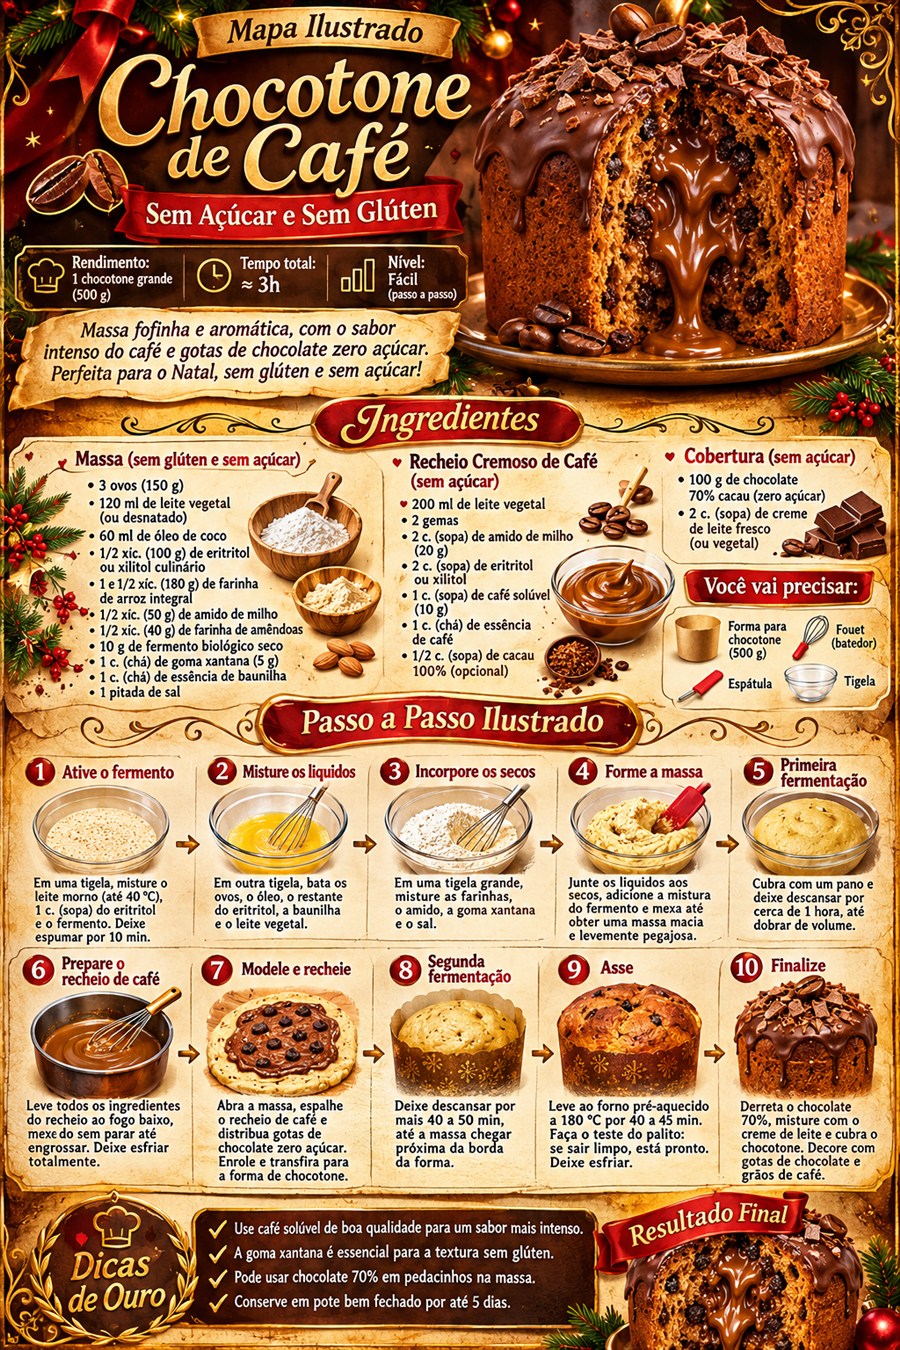 Mapa Ilustrado
Chocotone
de Café
Sem Açúcar e Sem Glúten
Rendimento:
1 chocotone grande
(500 g)
Tempo total:
≈ 3h
Nível:
Fácil
(passo a passo)
Massa fofinha e aromática, com o sabor
intenso do café e gotas de chocolate zero açúcar.
Perfeita para o Natal, sem glúten e sem açúcar!
Ingredientes
Massa (sem glúten e sem açúcar)
• 3 ovos (150 g)
• 120 ml de leite vegetal
(ou desnatado)
• 60 ml de óleo de coco
• 1/2 xíc. (100 g) de eritritol
ou xilitol culinário
• 1 e 1/2 xíc. (180 g) de farinha
de arroz integral
• 1/2 xíc. (50 g) de amido de milho
• 1/2 xíc. (40 g) de farinha de amêndoas
• 10 g de fermento biológico seco
• 1 c. (chá) de goma xantana (5 g)
• 1 c. (chá) de essência de baunilha
• 1 pitada de sal
Recheio Cremoso de Café
(sem açúcar)
200 ml de leite vegetal
• 2 gemas
• 2 c. (sopa) de amido de milho
(20 g)
• 2 c. (sopa) de eritritol
ou xilitol
• 1 c. (sopa) de café solúvel
(10 g)
• 1 c. (chá) de essência
de café
• 1/2 c. (sopa) de cacau
100% (opcional)
Cobertura (sem açúcar)
• 100 g de chocolate
70% cacau (zero açúcar)
• 2 c. (sopa) de creme
de leite fresco
(ou vegetal)
Você vai precisar:
Forma para
chocotone
(500 g)
Fouet
(batedor)
Espátula
Tigela
Passo a Passo Ilustrado
1 Ative o fermento
Em uma tigela, misture o
leite morno (até 40 °C),
1 c. (sopa) do eritritol
e o fermento. Deixe
espumar por 10 min.
2 Misture os liquidos
Em outra tigela, bata os
ovos, o óleo, o restante
do eritritol, a baunilha
e o leite vegetal.
3 Incorpore os secos
Em uma tigela grande,
misture as farinhas,
o amido, a goma xantana
e o sal.
4 Forme a massa
Junte os liquidos aos
secos, adicione a mistura
do fermento e mexa até
obter uma massa macia
e levemente pegajosa.
5 Primeira
fermentação
Cubra com um pano e
deixe descansar por
cerca de 1 hora, até
dobrar de volume.
6 Prepare o
recheio de café
Leve todos os ingredientes
do recheio ao fogo baixo,
mexe do sem parar até
engrossar. Deixe esfriar
totalmente.
7 Modele e recheie
Abra a massa, espalhe
o recheio de café e
distribua gotas de
chocolate zero açúcar.
Enrole e transfira para
a forma de chocotone.
8 Segunda
fermentação
Deixe descansar por
mais 40 a 50 min,
até a massa chegar
próxima da borda
da forma.
9 Asse
Leve ao forno pré-aquecido
a 180 °C por 40 a 45 min.
Faça o teste do palito:
se sair limpo, está pronto.
Deixe esfriar.
10 Finalize
Derreta o chocolate
70%, misture com o
creme de leite e cubra o
chocotone. Decore com
gotas de chocolate e
grãos de café.
Dicas
de Ouro
Use café solúvel de boa qualidade para um sabor mais intenso.
A goma xantana é essencial para a textura sem glúten.
Pode usar chocolate 70% em pedacinhos na massa.
Conserve em pote bem fechado por até 5 dias.
Resultado Final